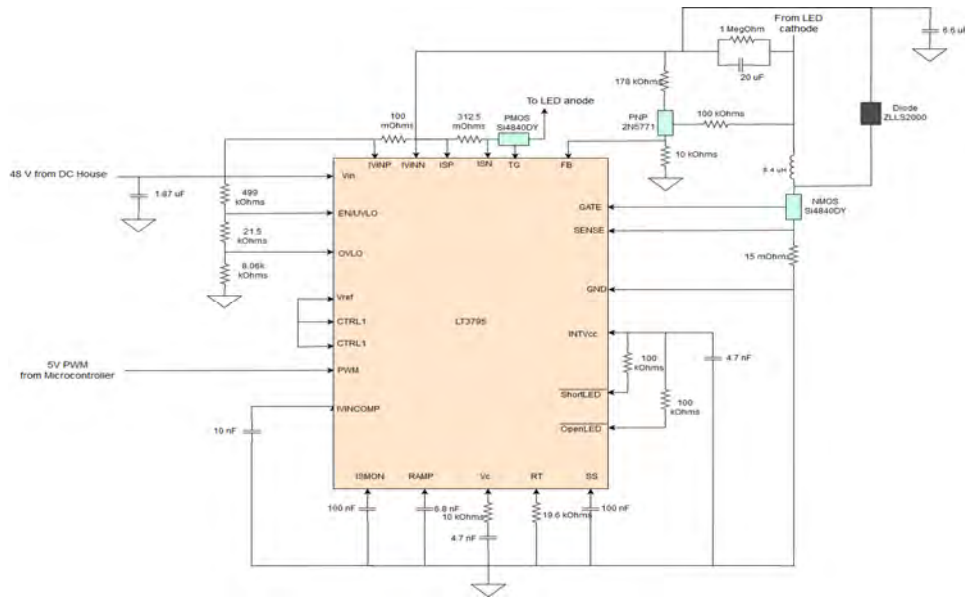 From LED
cathode
1 MegOhm
6.6 uF
20 uF
178 kOhms
To LED anode
Diode
ZLLS2000
100
mOhms
312.5
mOhms
PMOS
Si4840DY
PNP
2N5771
100 kOhms
10 kOhms
IVINP
IVINN
ISP
ISN
TG
FB
48 V from DC House
Vin
1.87 uF
499
kOhms
EN/UVLO
GATE
NMOS
Si4840DY
SENSE
21.5
kOhms
OVLO
15 mOhms
8.06k
kOhms
GND
Vref
CTRL1
LT3795
CTRL1
INTVcc
100
kOhms
4.7 nF
5V PWM
from Microcontroller
PWM
ShortLED
100
kOhms
IVINCOMP
OpenLED
10 nF
ISMON
RAMP
Vc
RT
SS
100 nF
6.8 nF
10 kOhms
19.6 kOhms
100 nF
4.7 nF